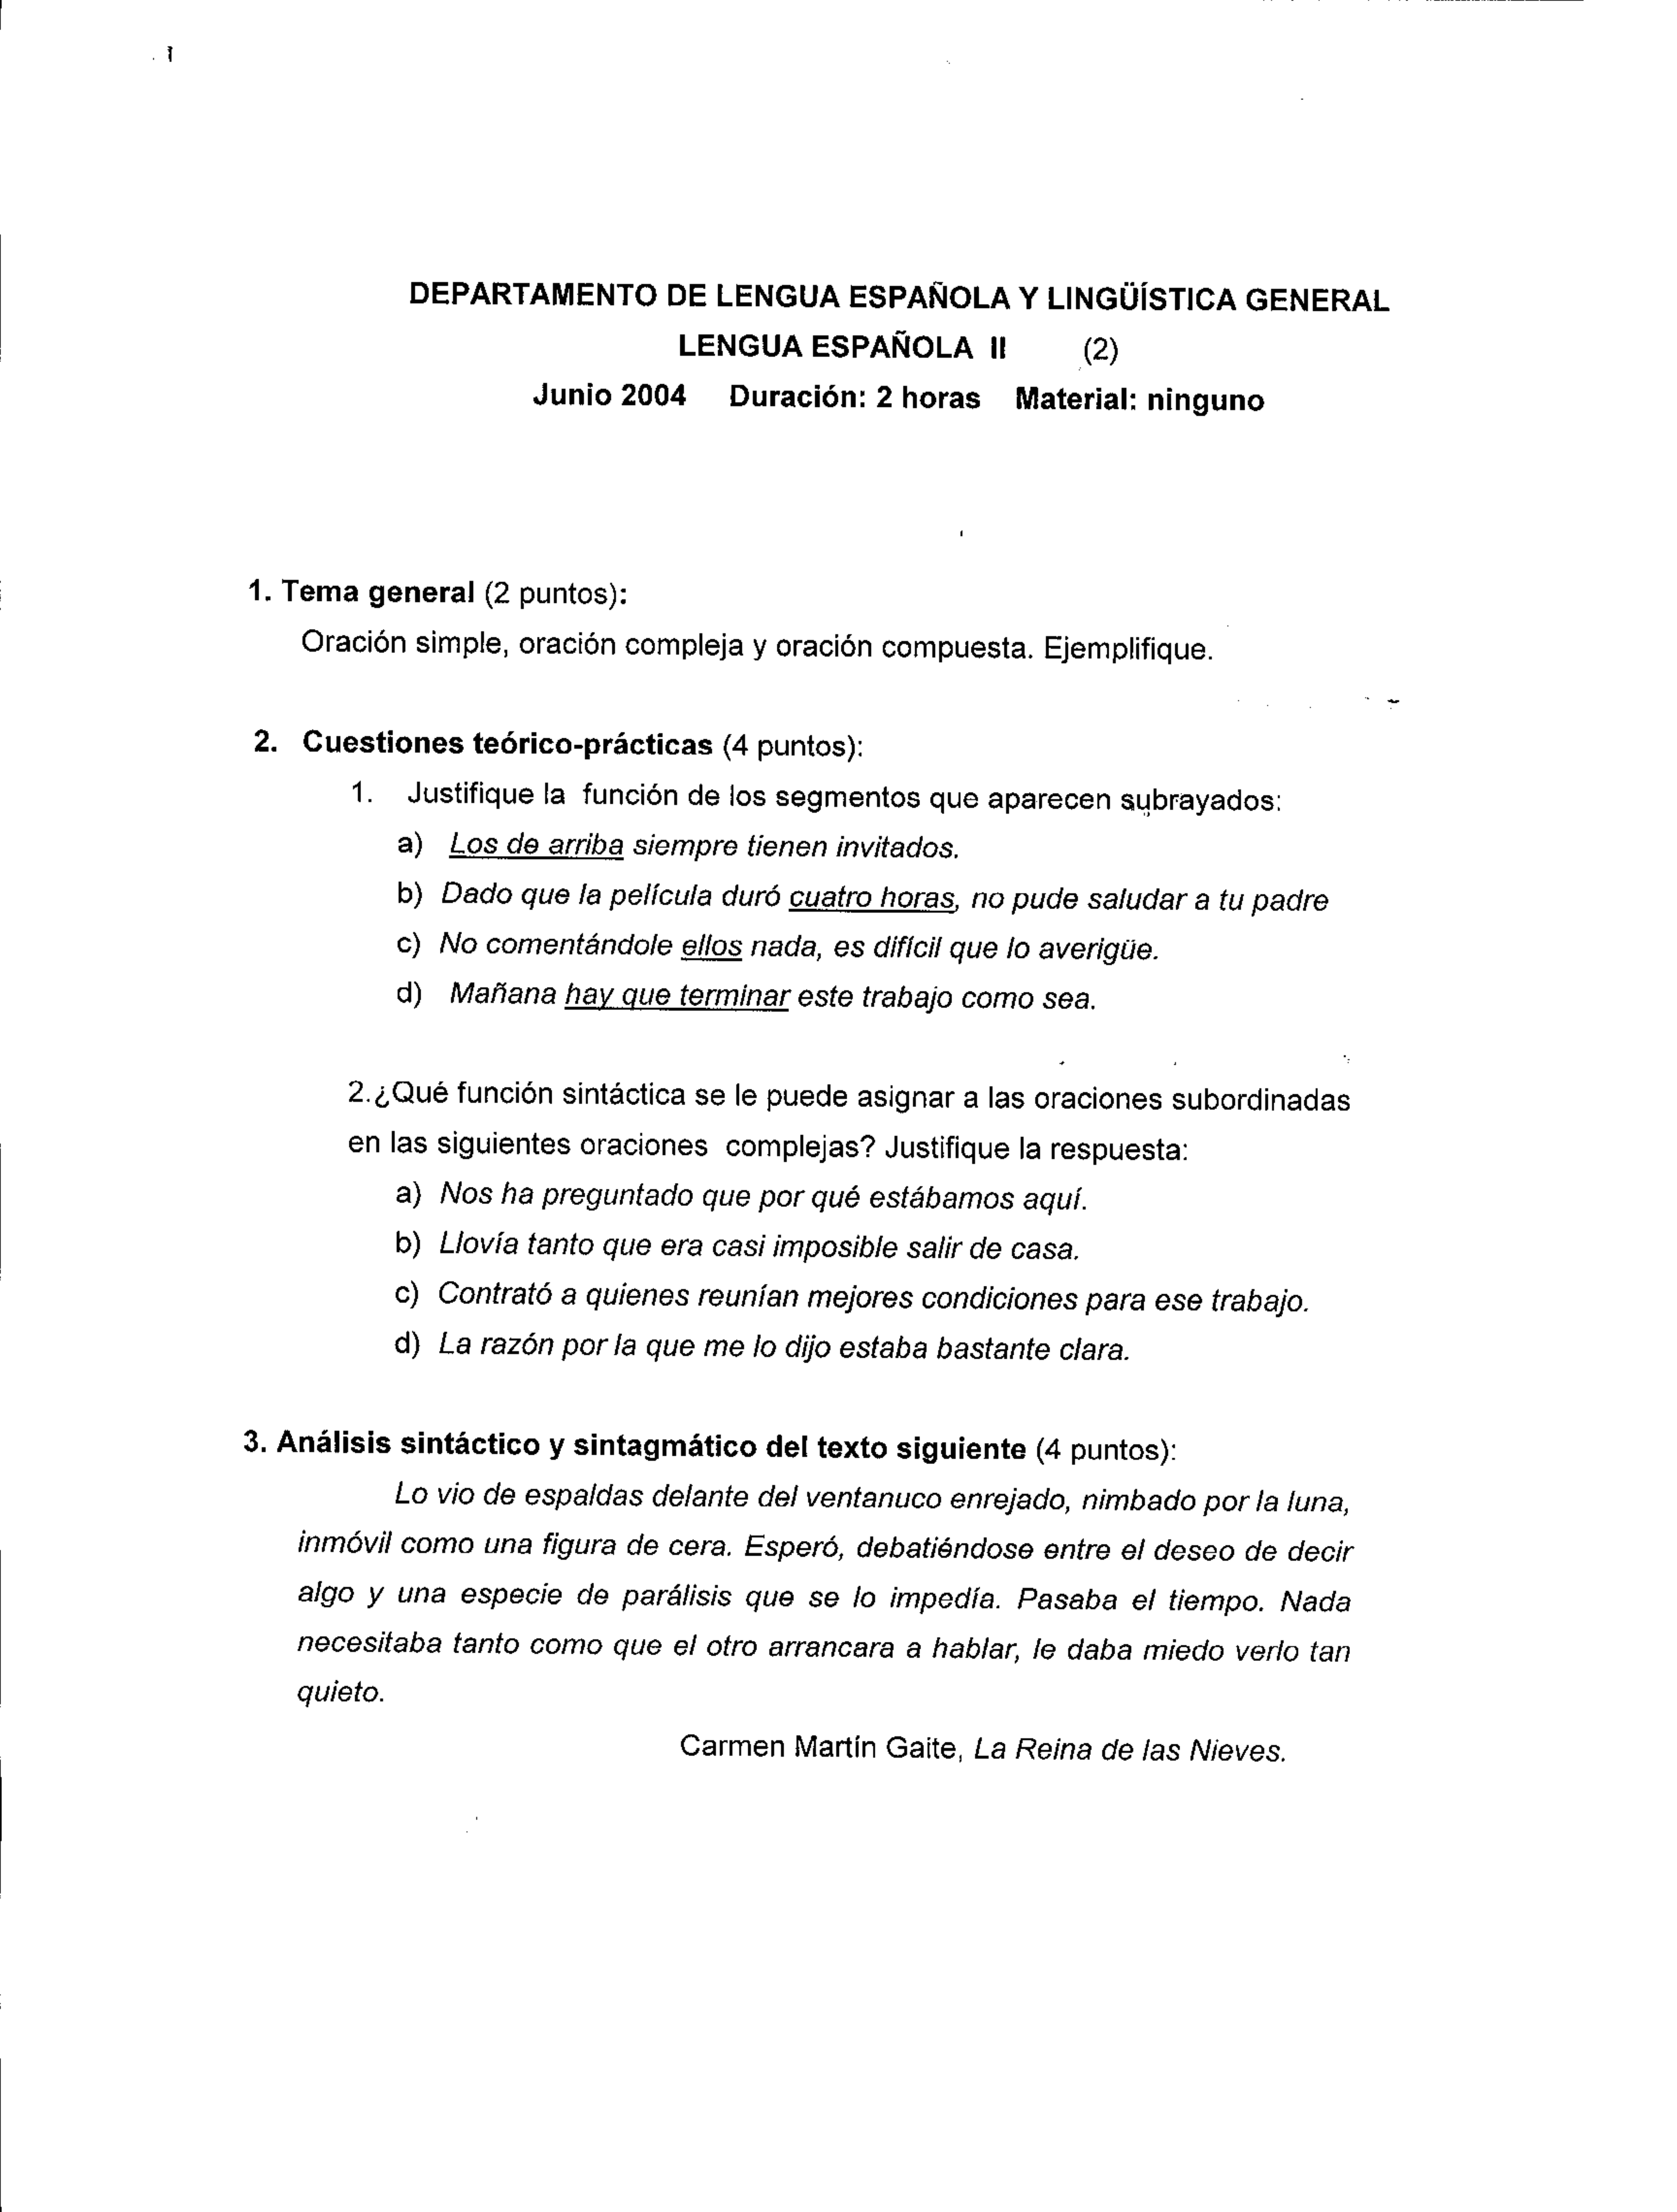 DEPARTAMENTO DE LENGUA ESPAÑOLA Y LINGÜÍSTICA GENERAL
LENGUA ESPAÑOLA II (2)
Junio 2004 Duración: 2 horas Material: ninguno
1. Tema general (2 puntos):
Oración simple, oración compleja y oración compuesta. Ejemplifique.
2. Cuestiones teórico-prácticas (4 puntos):
1. Justifique la función de los segmentos que aparecen subrayados:
a) Los de arriba siempre tienen invitados.
b) Dado que la película duró cuatro horas, no pude saludar a tu padre
c) No comentándole ellos nada, es difícil que lo averigüe.
d) Mañana hay que terminar este trabajo como sea.
2.¿Qué función sintáctica se le puede asignar a las oraciones subordinadas
en las siguientes oraciones complejas? Justifique la respuesta:
a) Nos ha preguntado que por qué estábamos aquí.
b) Llovía tanto que era casi imposible salir de casa.
c) Contrató a quienes reunían mejores condiciones para ese trabajo.
d) La razón por la que me lo dijo estaba bastante clara.
3. Análisis sintáctico y sintagmático del texto siguiente (4 puntos):
Lo vio de espaldas delante del ventanuco enrejado, nimbado por la luna,
inmóvil como una figura de cera. Esperó, debatiéndose entre el deseo de decir
algo y una especie de parálisis que se lo impedía. Pasaba el tiempo. Nada
necesitaba tanto como que el otro arrancara a hablar, le daba miedo verlo tan
quieto.
Carmen Martín Gaite, La Reina de las Nieves.